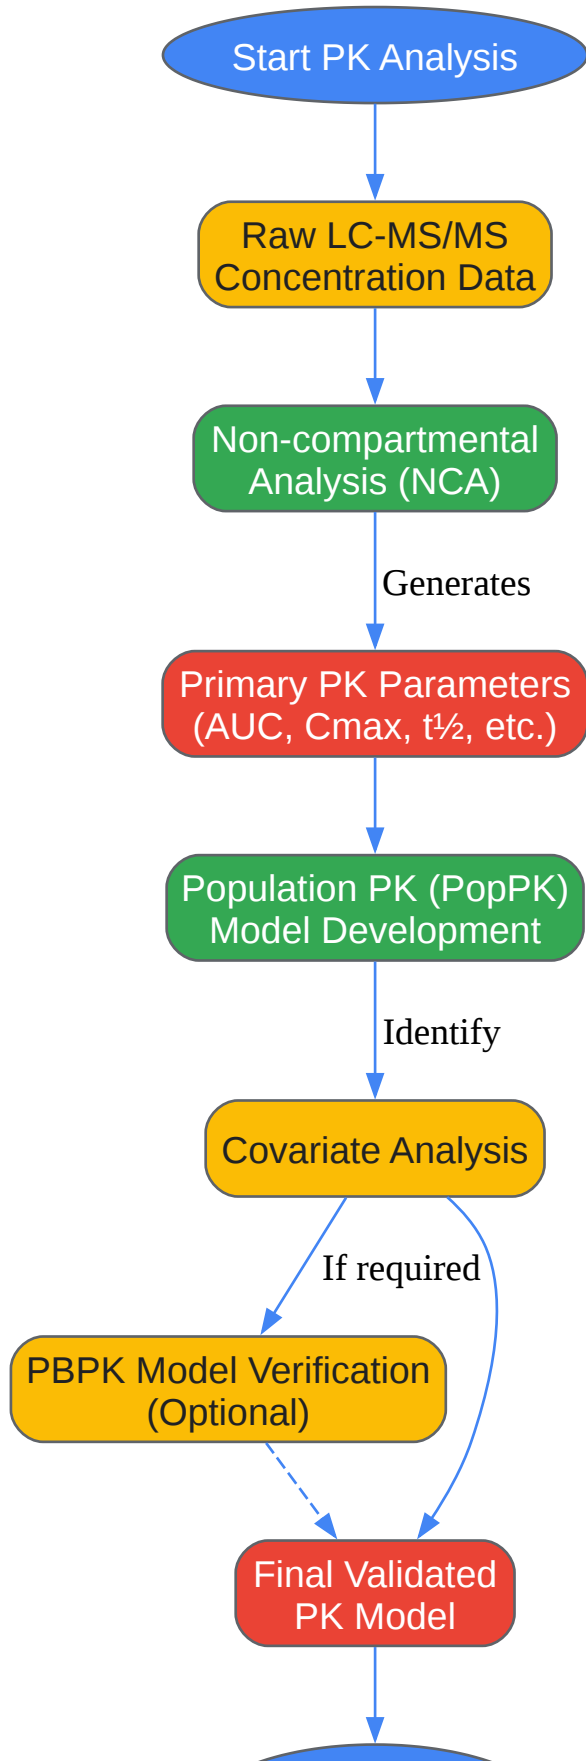 Start PK Analysis
Raw LC-MS/MS
Concentration Data
Non-compartmental
Analysis (NCA)
Generates
Primary PK Parameters
(AUC, Cmax, t½, etc.)
Population PK (PopPK)
Model Development
Identify
Covariate Analysis
If required
PBPK Model Verification
(Optional)
Final Validated
PK Model